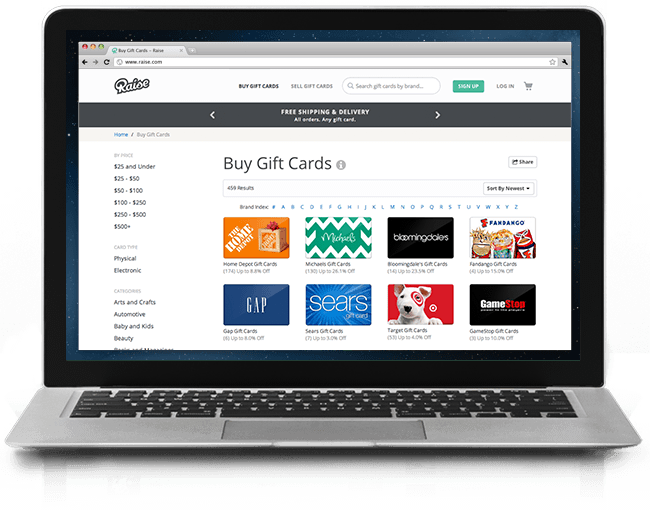 Buy Gift Cards – Raise
www.raise.com
Raise
BUY GIFT CARDS
SELL GIFT CARDS
Search gift cards by brand...
SIGN UP
LOG IN
FREE SHIPPING & DELIVERY
All orders. Any gift card.
Home / Buy Gift Cards
BY PRICE
$25 and Under
$25 - $50
$50 - $100
$100 - $250
$250 - $500
$500+
CARD TYPE
Physical
Electronic
CATEGORIES
Arts and Crafts
Automotive
Baby and Kids
Beauty
Buy Gift Cards
Share
459 Results
Sort By Newest
Brand Index: # A B C D E F G H I J K L M N O P Q R S T U V W X Y Z
THE HOME DEPOT
Michaels
bloomingdale's
FANDANGO
Home Depot Gift Cards
(174) Up to 8.8% Off
Michaels Gift Cards
(130) Up to 26.1% Off
Bloomingdale's Gift Cards
(14) Up to 23.5% Off
Fandango Gift Cards
(4) Up to 15.0% Off
GAP
sears
gift card
GameStop
power to the players
Gap Gift Cards
(6) Up to 8.0% Off
Sears Gift Cards
(7) Up to 3.0% Off
Target Gift Cards
(53) Up to 4.0% Off
GameStop Gift Cards
(3) Up to 10.0% Off